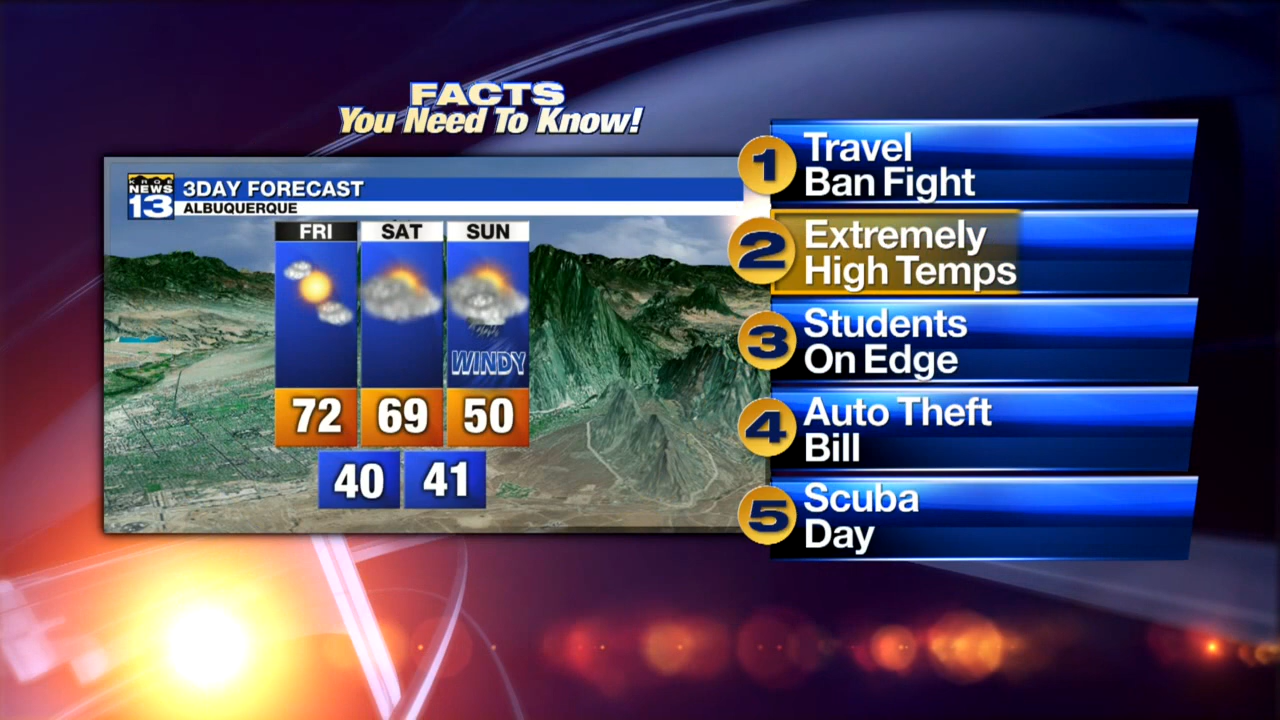 FACTS
You Need To Know!
KRQE
NEWS
13
3DAY FORECAST
ALBUQUERQUE
FRI SAT SUN
WINDY
72 69 50
40 41
1 Travel
Ban Fight
2 Extremely
High Temps
3 Students
On Edge
4 Auto Theft
Bill
5 Scuba
Day